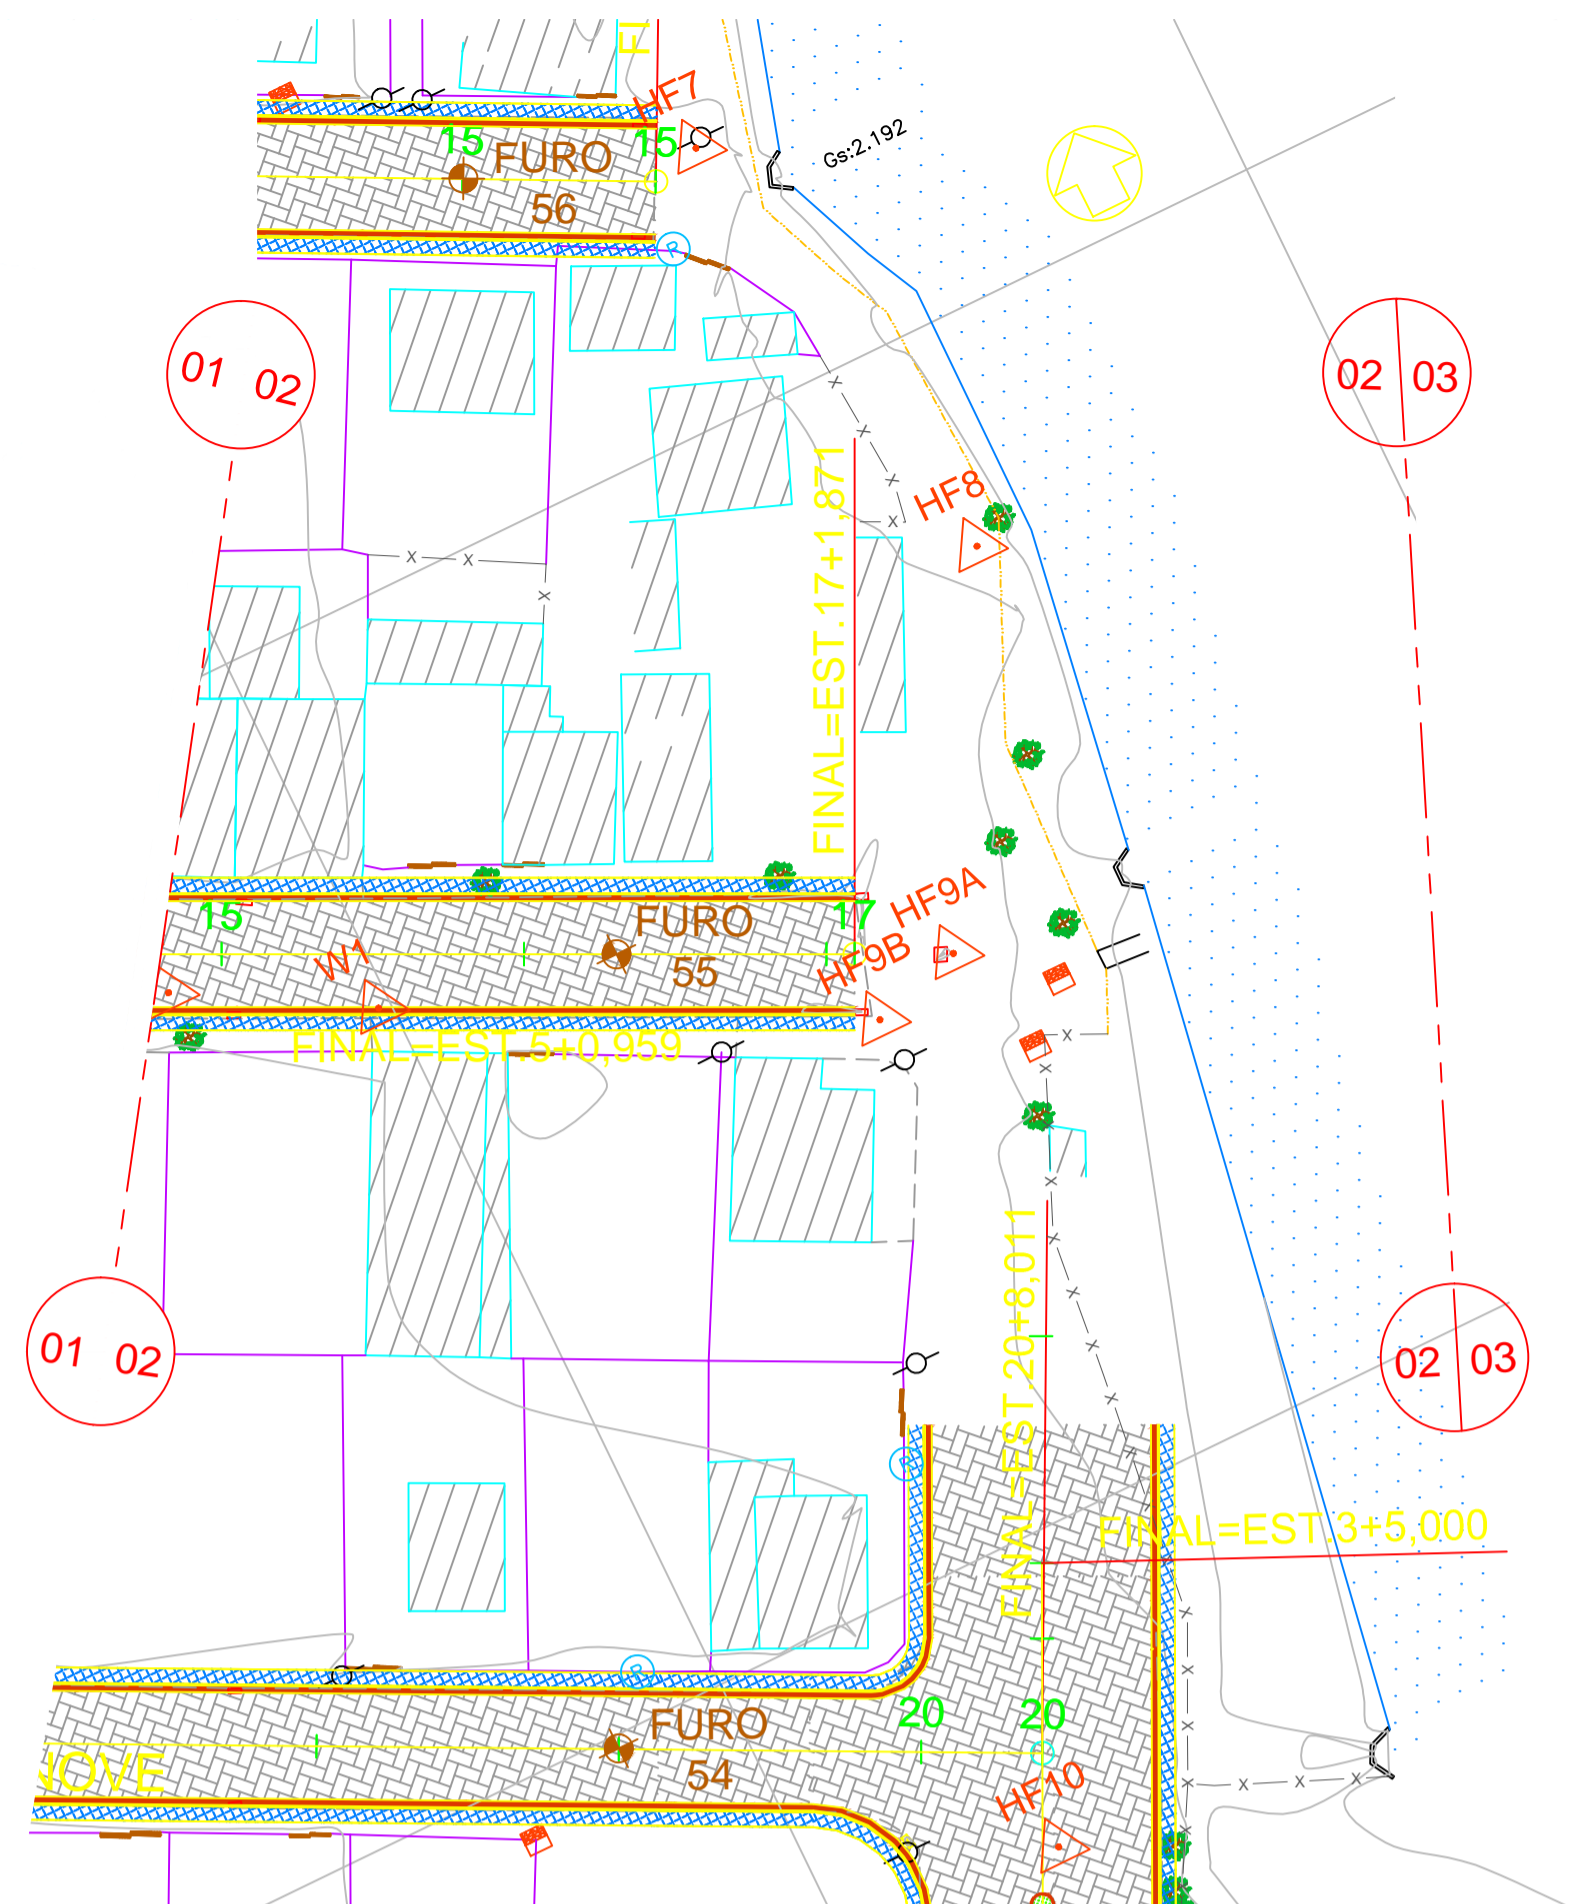 FI
HF7
15
15
FURO
56
Gs:2.192
R
01 02
02 03
X
X
X
X
X
X
X
FINAL=EST.17+1,871
HF8
15
FURO
55
17
HF9A
HF9B
W1
FINAL=EST.5+0,959
X
X
X
X
X
X
X
X
X
01 02
02 03
FINAL=EST.20+8,011
R
FINAL=EST.3+5,000
R
FURO
54
20
20
NOVE
HF10
X
X
X
X
X
X
X